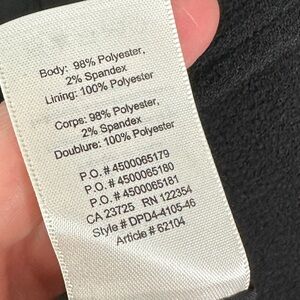 Body: 98% Polyester,
2% Spandex
Lining: 100% Polyester
Corps: 98% Polyester,
2% Spandex
Doublure: 100% Polyester
P.O. # 4500065179
P.O. # 4500065180
P.O. # 4500065181
CA 23725 RN 122354
Style # DPD4-4105-46
Article # 62104